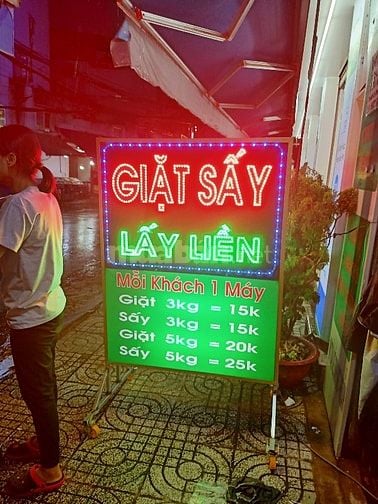 GIẶT SẤY
LẤY LIỀN
Mỗi Khách 1 Máy
Giặt 3kg = 15k
Sấy 3kg = 15k
Giặt 5kg = 20k
Sấy 5kg = 25k